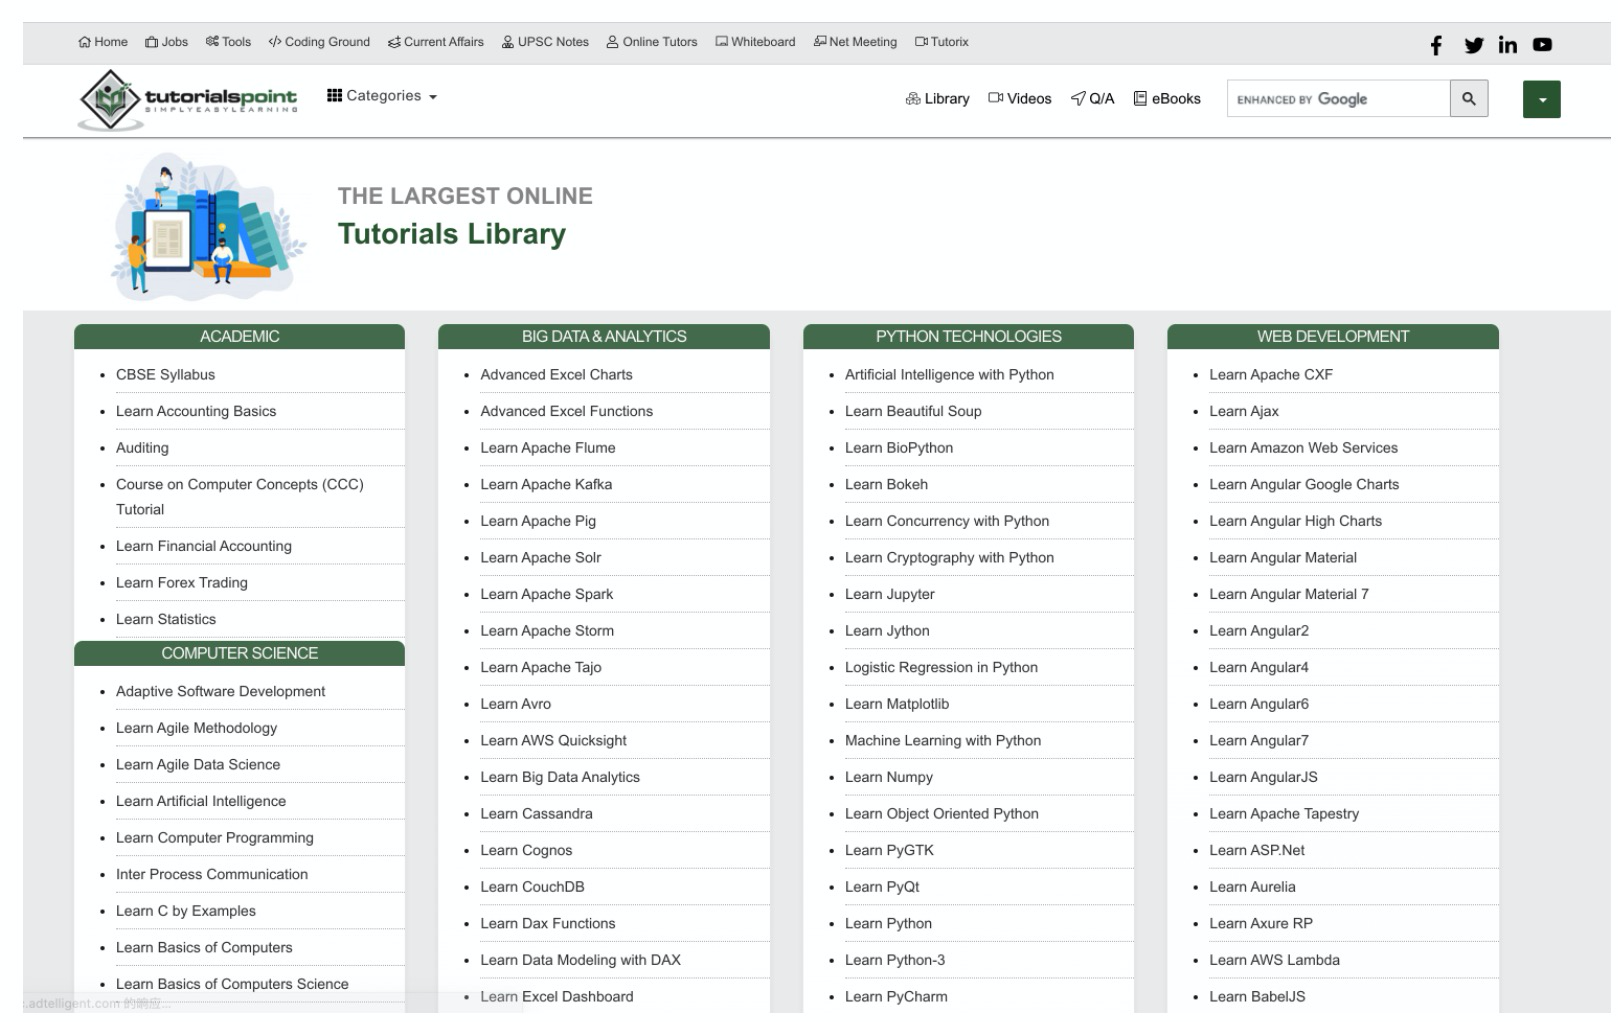 Home Jobs Tools Coding Ground Current Affairs UPSC Notes Online Tutors Whiteboard Net Meeting Tutorix
tutorialspoint
SIMPLYEASYLEARNING
Categories
Library Videos Q/A eBooks
ENHANCED BY Google
THE LARGEST ONLINE
Tutorials Library
ACADEMIC
CBSE Syllabus
Learn Accounting Basics
Auditing
Course on Computer Concepts (CCC)
Tutorial
Learn Financial Accounting
Learn Forex Trading
Learn Statistics
COMPUTER SCIENCE
Adaptive Software Development
Learn Agile Methodology
Learn Agile Data Science
Learn Artificial Intelligence
Learn Computer Programming
Inter Process Communication
Learn C by Examples
Learn Basics of Computers
Learn Basics of Computers Science
BIG DATA & ANALYTICS
Advanced Excel Charts
Advanced Excel Functions
Learn Apache Flume
Learn Apache Kafka
Learn Apache Pig
Learn Apache Solr
Learn Apache Spark
Learn Apache Storm
Learn Apache Tajo
Learn Avro
Learn AWS Quicksight
Learn Big Data Analytics
Learn Cassandra
Learn Cognos
Learn CouchDB
Learn Dax Functions
Learn Data Modeling with DAX
Learn Excel Dashboard
PYTHON TECHNOLOGIES
Artificial Intelligence with Python
Learn Beautiful Soup
Learn BioPython
Learn Bokeh
Learn Concurrency with Python
Learn Cryptography with Python
Learn Jupyter
Learn Jython
Logistic Regression in Python
Learn Matplotlib
Machine Learning with Python
Learn Numpy
Learn Object Oriented Python
Learn PyGTK
Learn PyQt
Learn Python
Learn Python-3
Learn PyCharm
WEB DEVELOPMENT
Learn Apache CXF
Learn Ajax
Learn Amazon Web Services
Learn Angular Google Charts
Learn Angular High Charts
Learn Angular Material
Learn Angular Material 7
Learn Angular2
Learn Angular4
Learn Angular6
Learn Angular7
Learn AngularJS
Learn Apache Tapestry
Learn ASP.Net
Learn Aurelia
Learn Axure RP
Learn AWS Lambda
Learn BabelJS
.adtelligent.com 的响应...